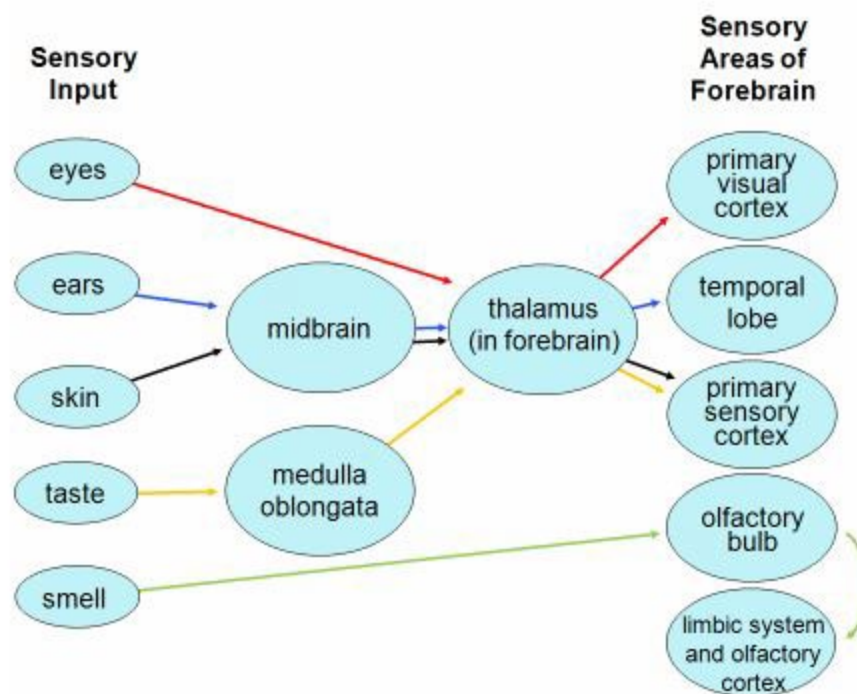 Sensory
Input
Sensory
Areas of
Forebrain
eyes
ears
skin
taste
smell
midbrain
medulla
oblongata
thalamus
(in forebrain)
primary
visual
cortex
temporal
lobe
primary
sensory
cortex
olfactory
bulb
limbic system
and olfactory
cortex